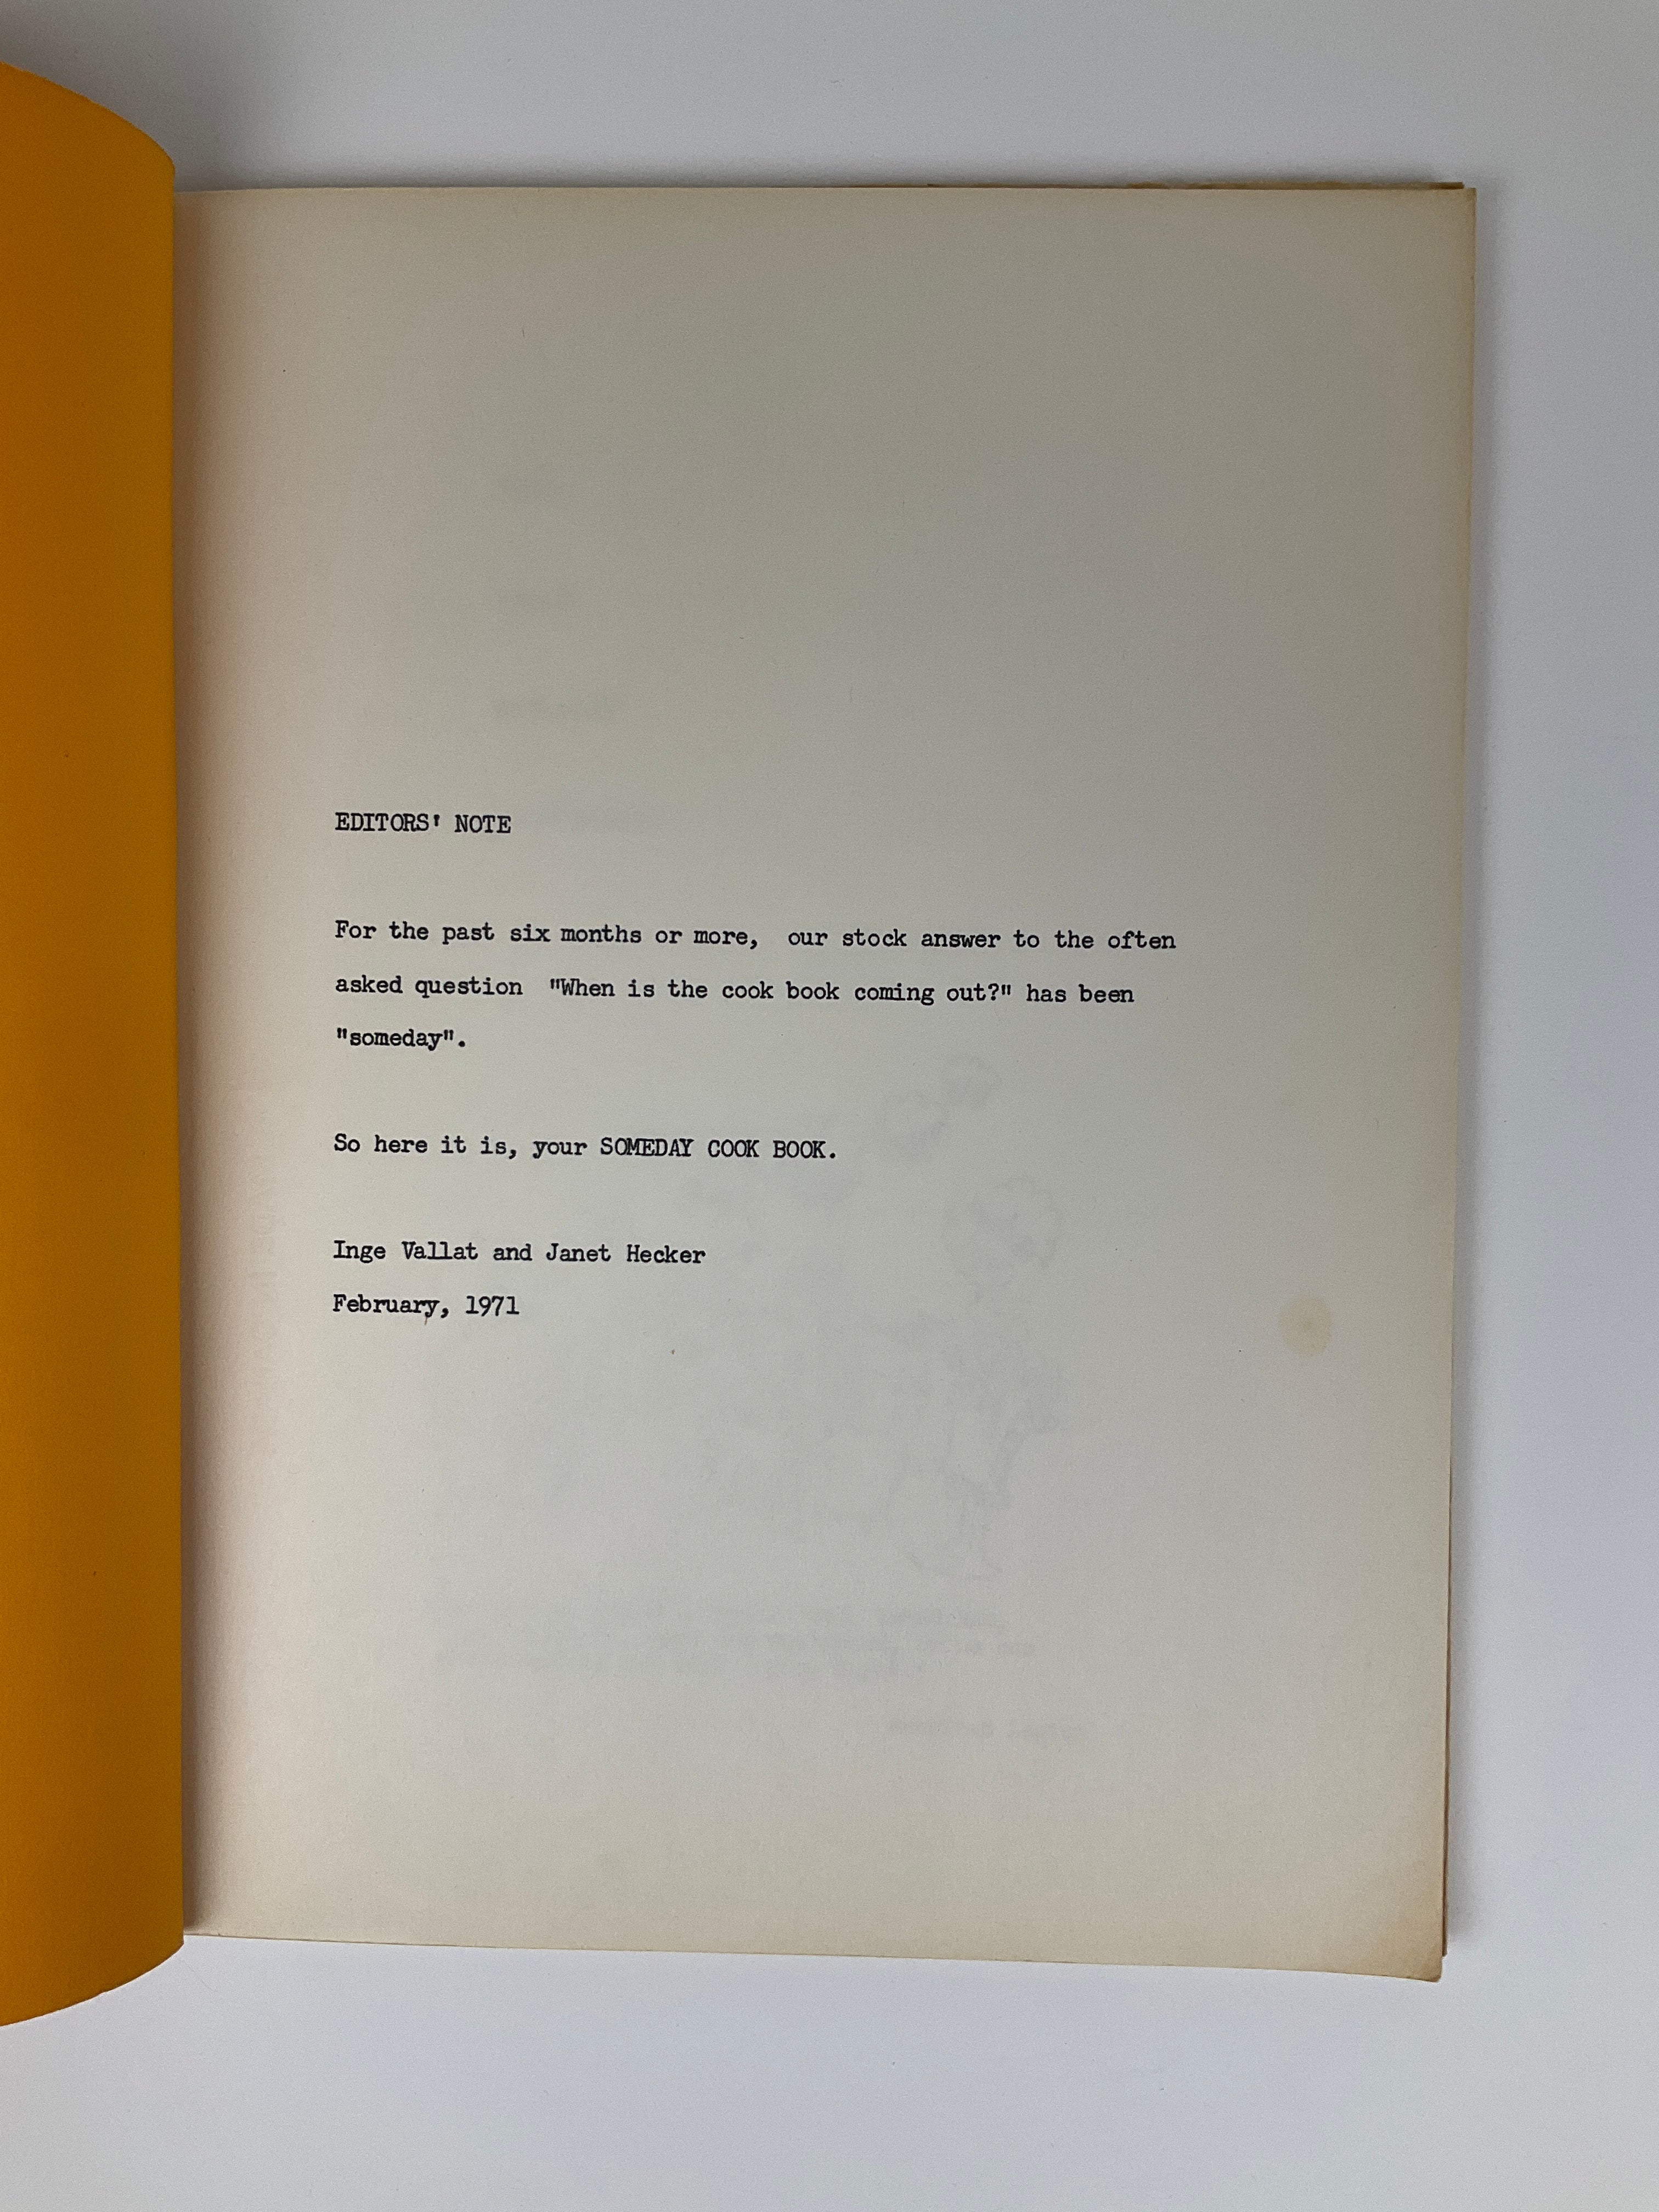 EDITORS' NOTE
For the past six months or more, our stock answer to the often
asked question "When is the cook book coming out?" has been
"someday".
So here it is, your SOMEDAY COOK BOOK.
Inge Vallat and Janet Hecker
February, 1971